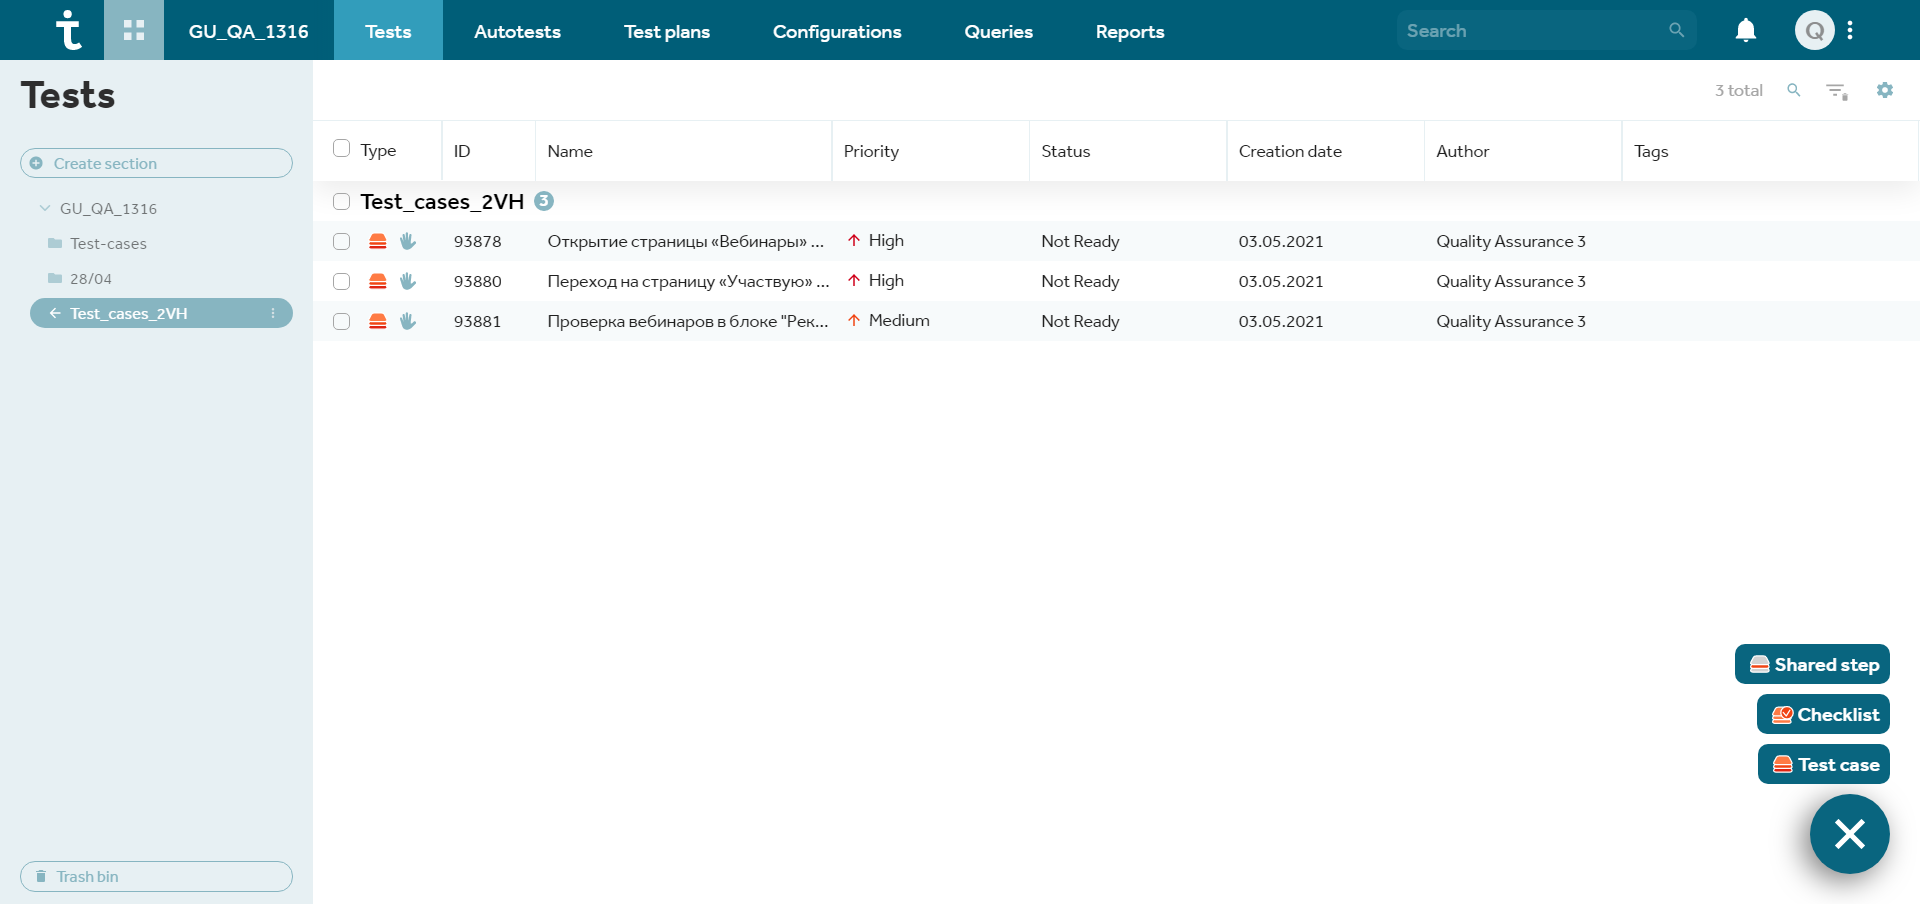 GU_QA_1316 Tests Autotests Test plans Configurations Queries Reports Search Q
Tests
3 total
Create section
GU_QA_1316
Test-cases
28/04
Test_cases_2VH
Trash bin
Type ID Name Priority Status Creation date Author Tags
Test_cases_2VH 3
93878 Открытие страницы «Вебинары» ... High Not Ready 03.05.2021 Quality Assurance 3
93880 Переход на страницу «Участвую» ... High Not Ready 03.05.2021 Quality Assurance 3
93881 Проверка вебинаров в блоке "Рек... Medium Not Ready 03.05.2021 Quality Assurance 3
Shared step
Checklist
Test case